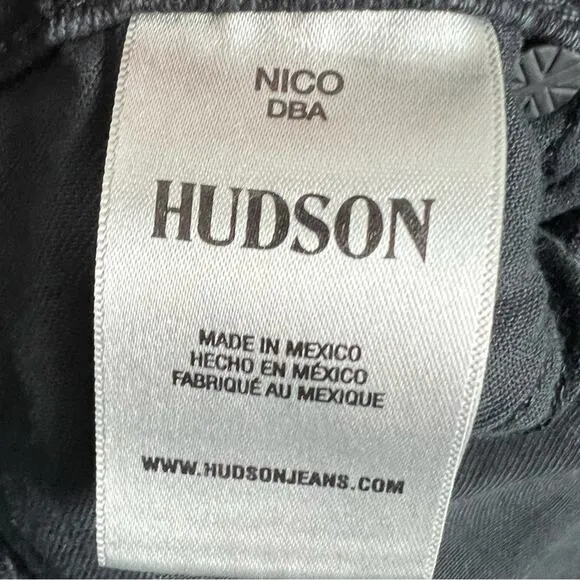 NICO
DBA
HUDSON
MADE IN MEXICO
HECHO EN MÉXICO
FABRIQUÉ AU MEXIQUE
WWW.HUDSONJEANS.COM